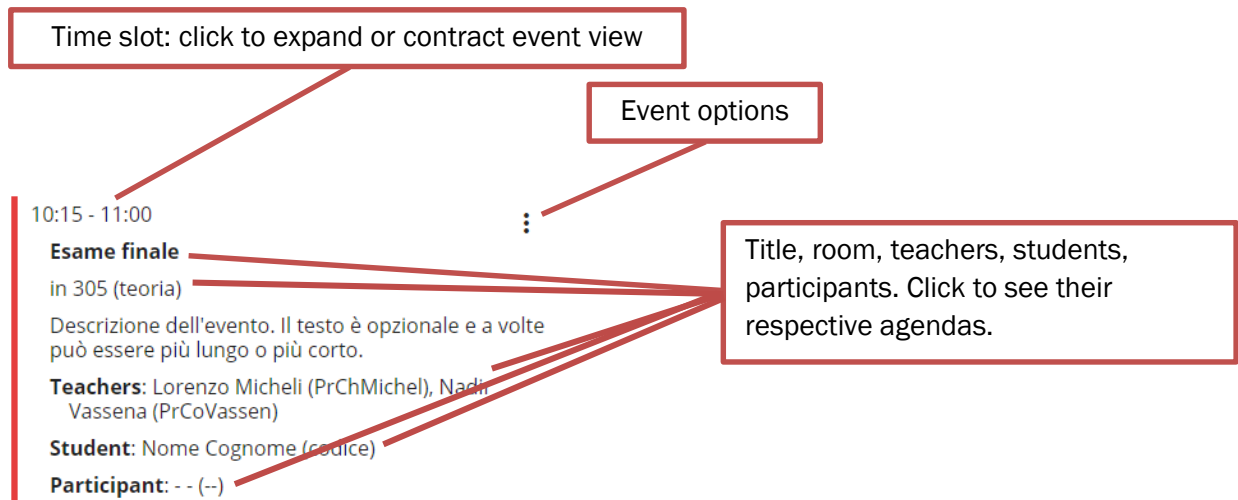 Time slot: click to expand or contract event view
Event options
10:15 - 11:00
Esame finale
in 305 (teoria)
Descrizione dell'evento. Il testo è opzionale e a volte
può essere più lungo o più corto.
Teachers: Lorenzo Micheli (PrChMichel), Nadir
Vassena (PrCoVassen)
Student: Nome Cognome (codice)
Participant: - - (--)
Title, room, teachers, students,
participants. Click to see their
respective agendas.